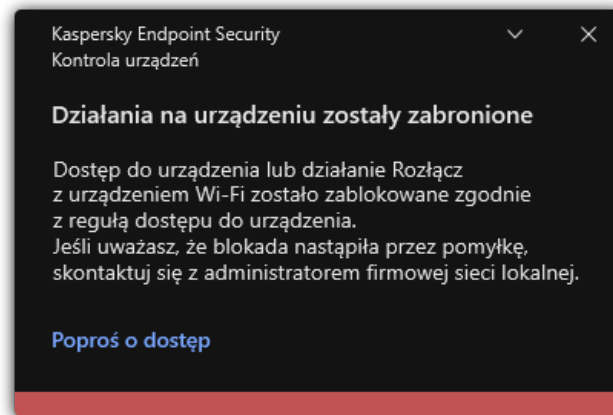 Kaspersky Endpoint Security
Kontrola urządzeń
Działania na urządzeniu zostały zabronione
Dostęp do urządzenia lub działanie Rozłącz
z urządzeniem Wi-Fi zostało zablokowane zgodnie
z regułą dostępu do urządzenia.
Jeśli uważasz, że blokada nastąpiła przez pomyłkę,
skontaktuj się z administratorem firmowej sieci lokalnej.
Poproś o dostęp